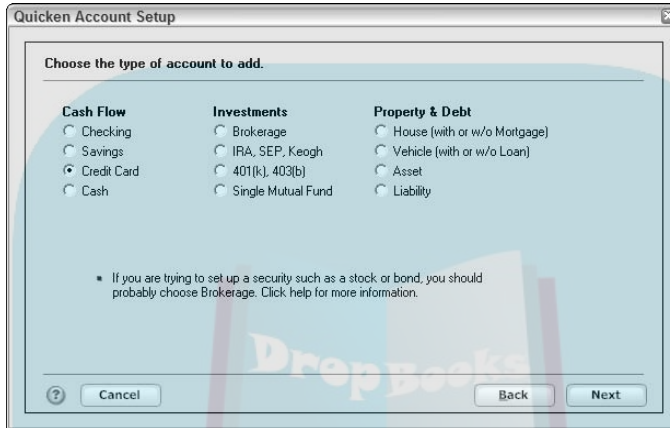 Quicken Account Setup
Choose the type of account to add.
Cash Flow
Checking
Savings
Credit Card
Cash
Investments
Brokerage
IRA, SEP, Keogh
401(k), 403(b)
Single Mutual Fund
Property & Debt
House (with or w/o Mortgage)
Vehicle (with or w/o Loan)
Asset
Liability
If you are trying to set up a security such as a stock or bond, you should
probably choose Brokerage. Click help for more information.
DropBooks
?
Cancel
Back
Next